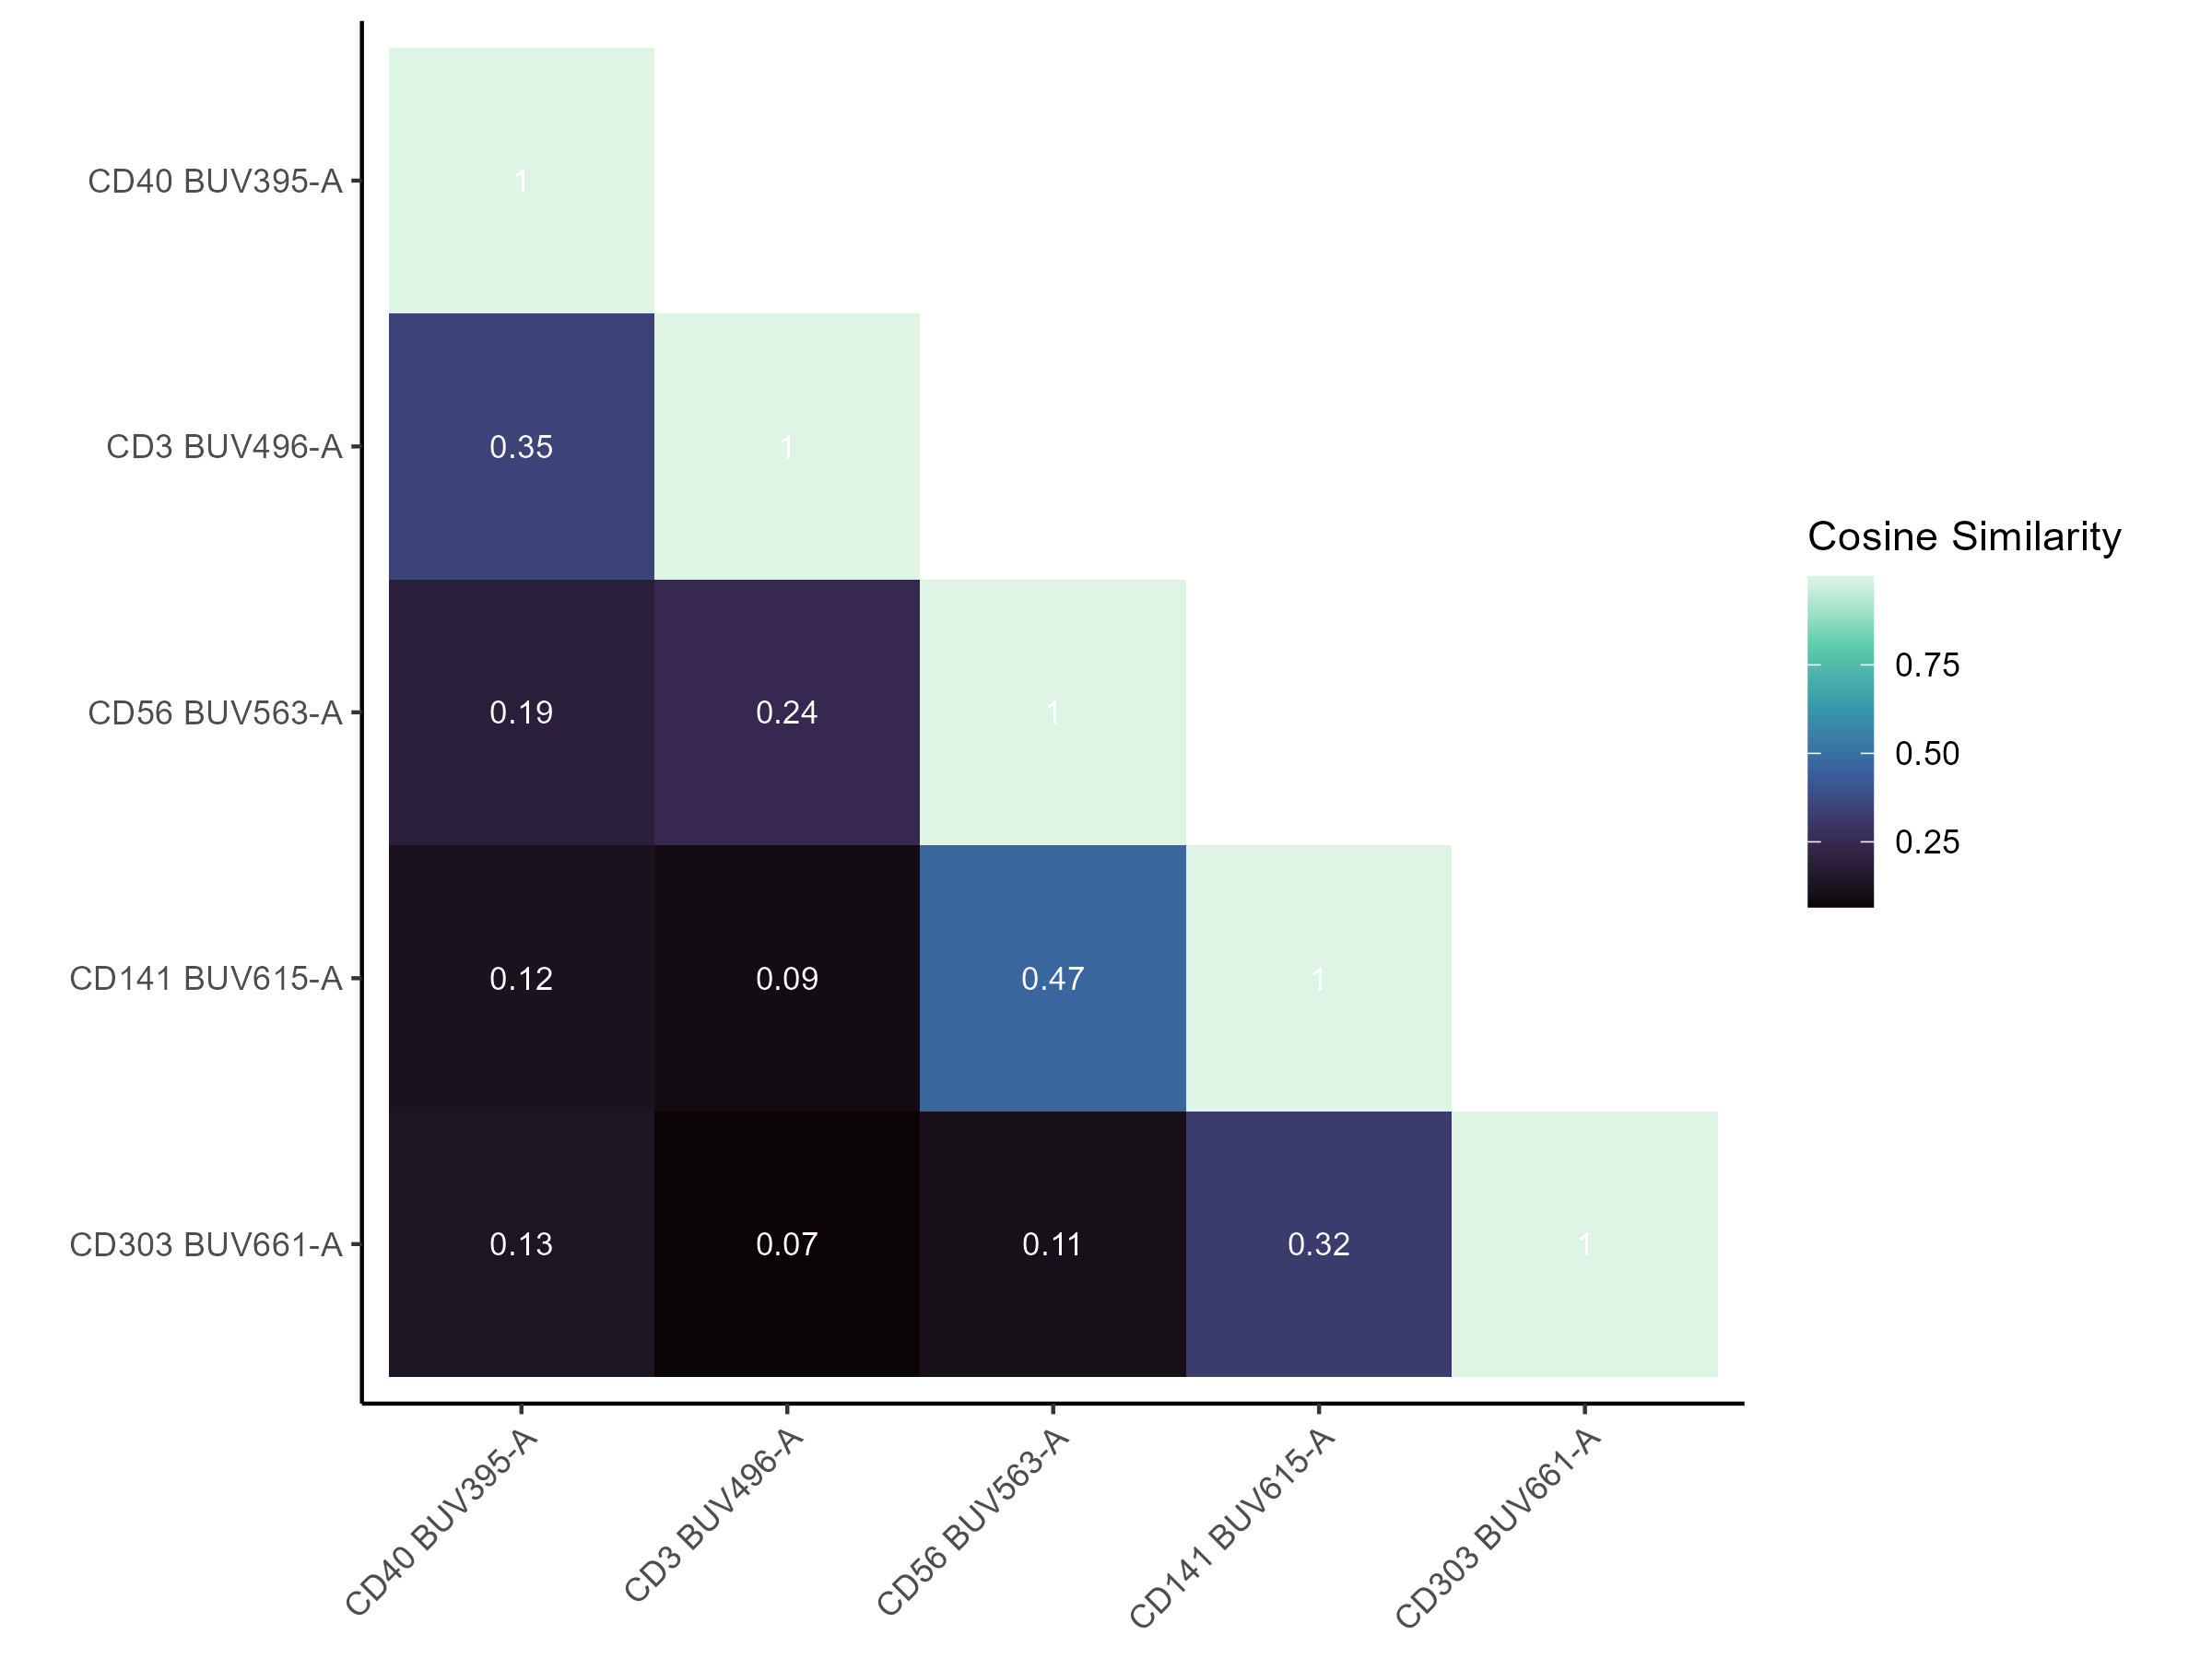 CD40 BUV395-A 1
CD3 BUV496-A 0.35 1
CD56 BUV563-A 0.19 0.24 1
CD141 BUV615-A 0.12 0.09 0.47 1
CD303 BUV661-A 0.13 0.07 0.11 0.32 1
CD40 BUV395-A CD3 BUV496-A CD56 BUV563-A CD141 BUV615-A CD303 BUV661-A
Cosine Similarity
0.75
0.50
0.25